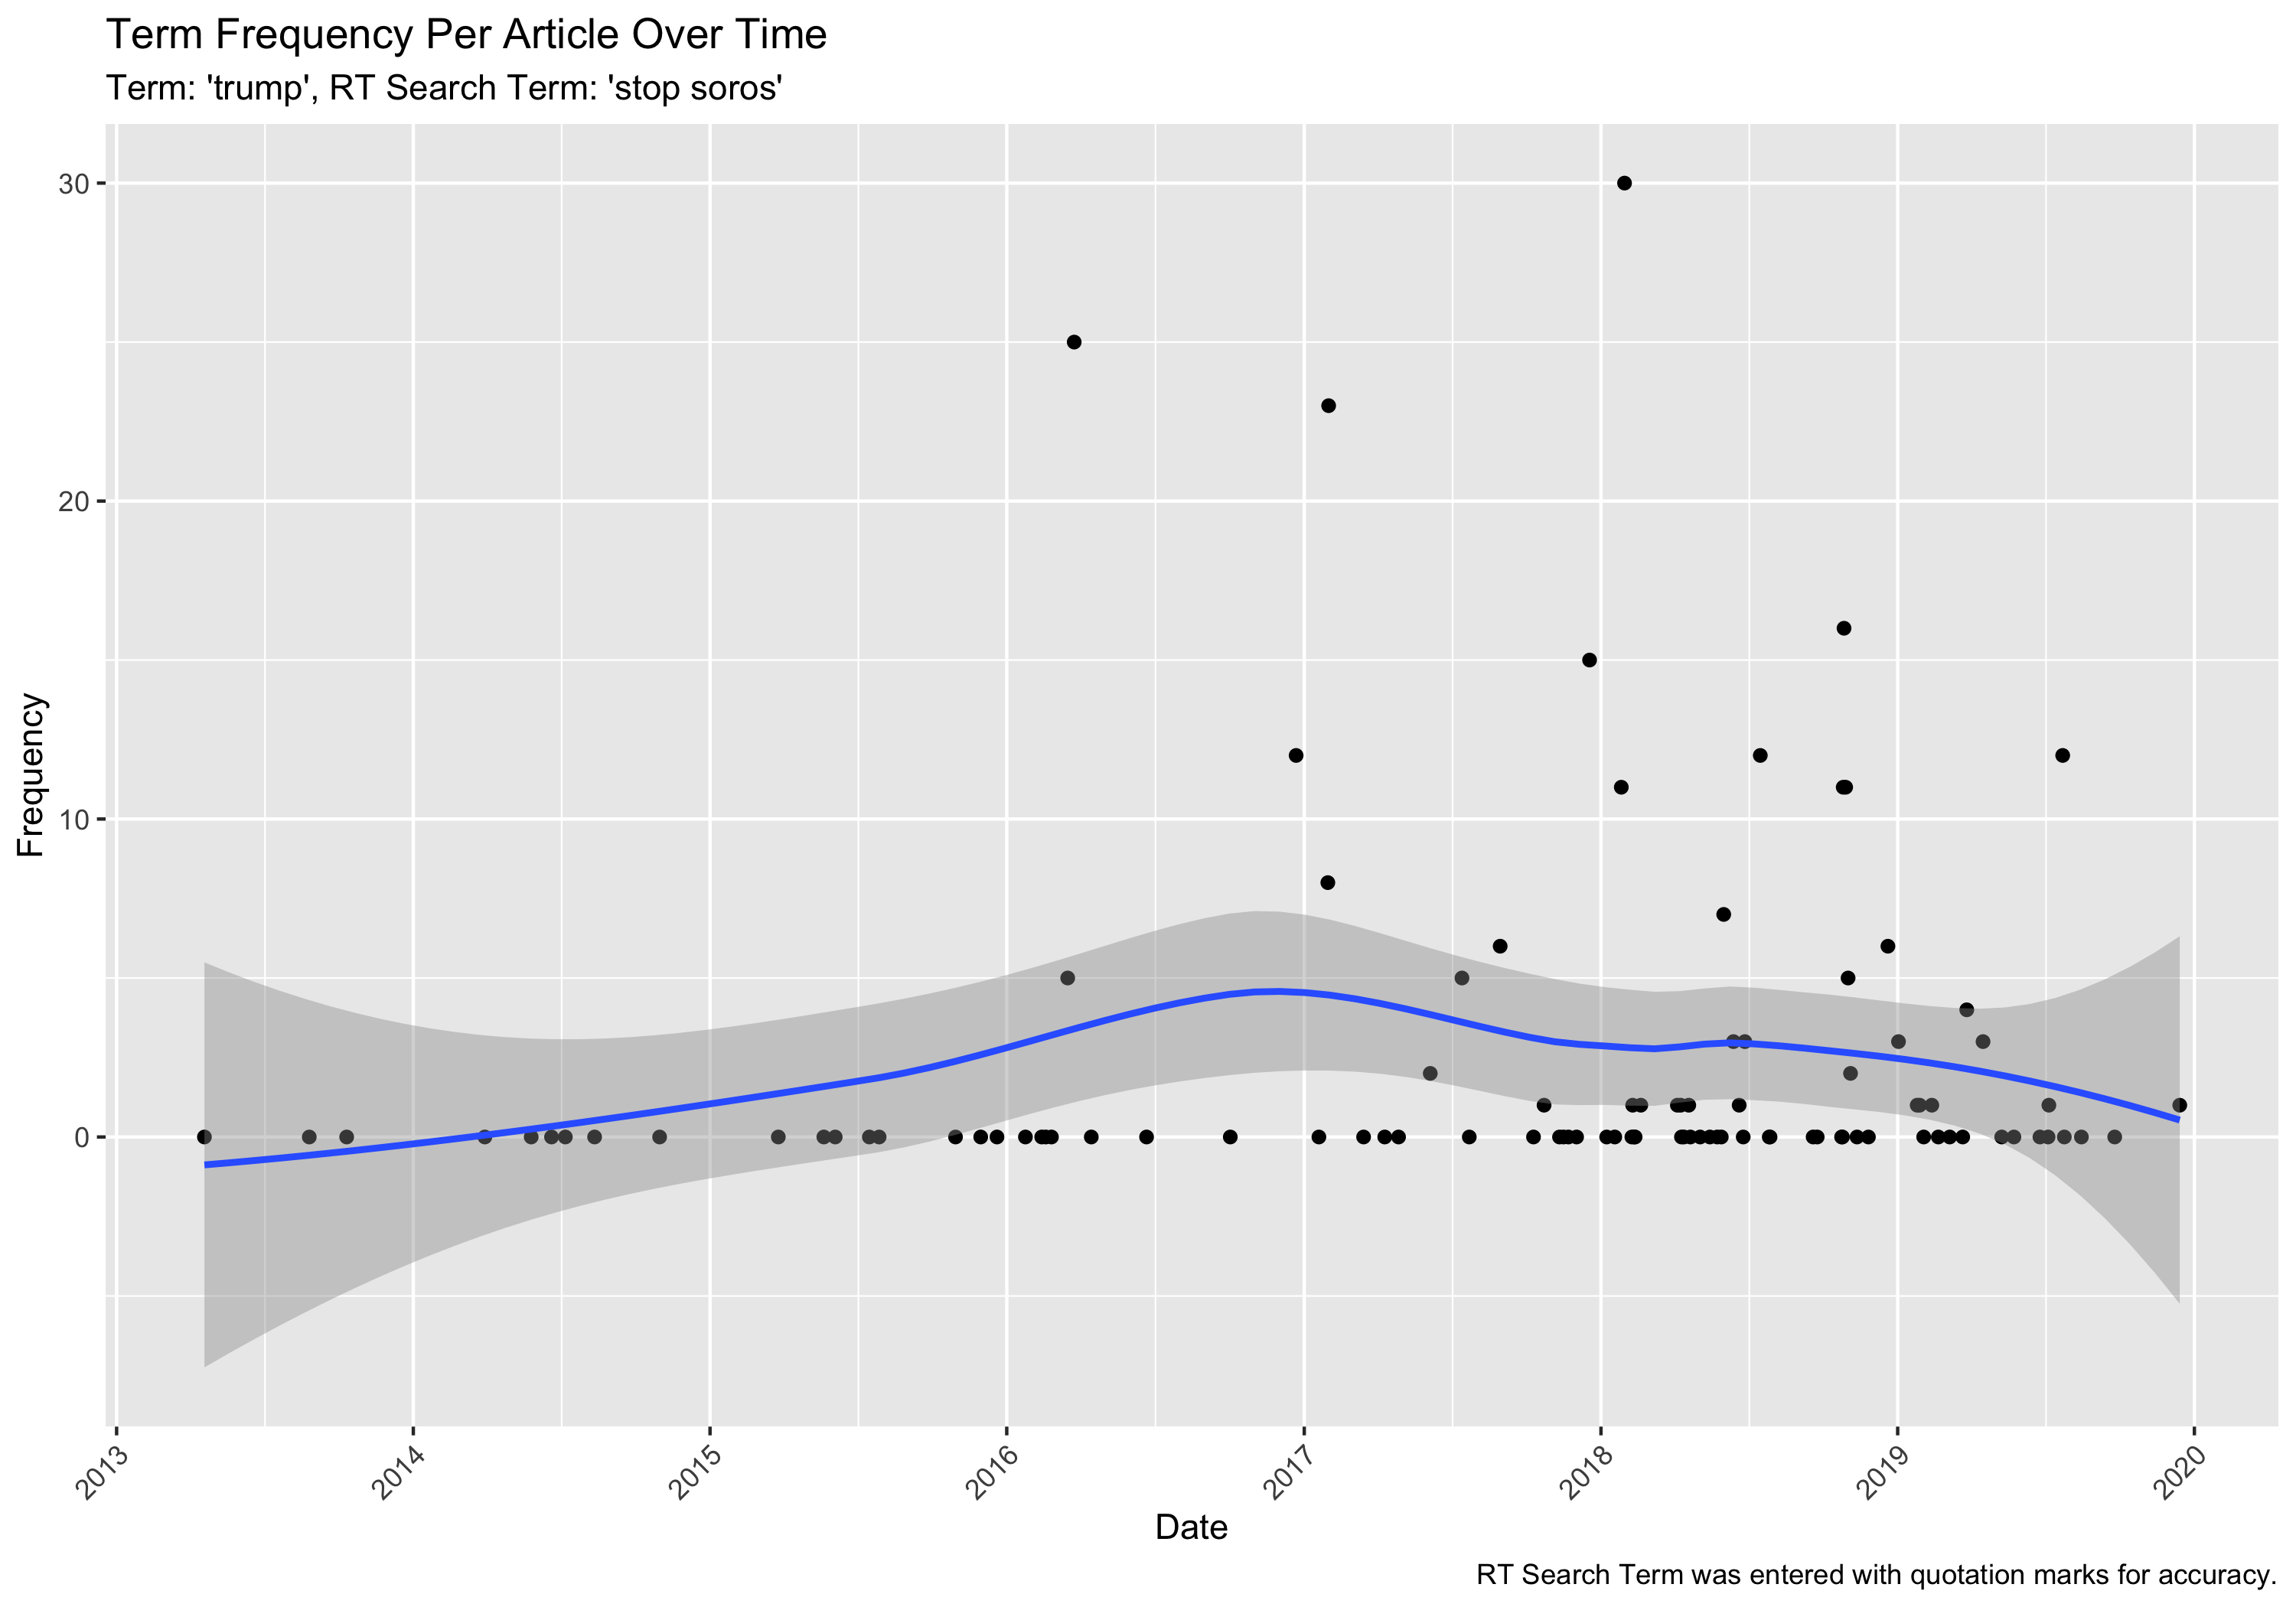 Term Frequency Per Article Over Time
Term: 'trump', RT Search Term: 'stop soros'
30
20
10
0
Frequency
2013
2014
2015
2016
2017
2018
2019
2020
Date
RT Search Term was entered with quotation marks for accuracy.